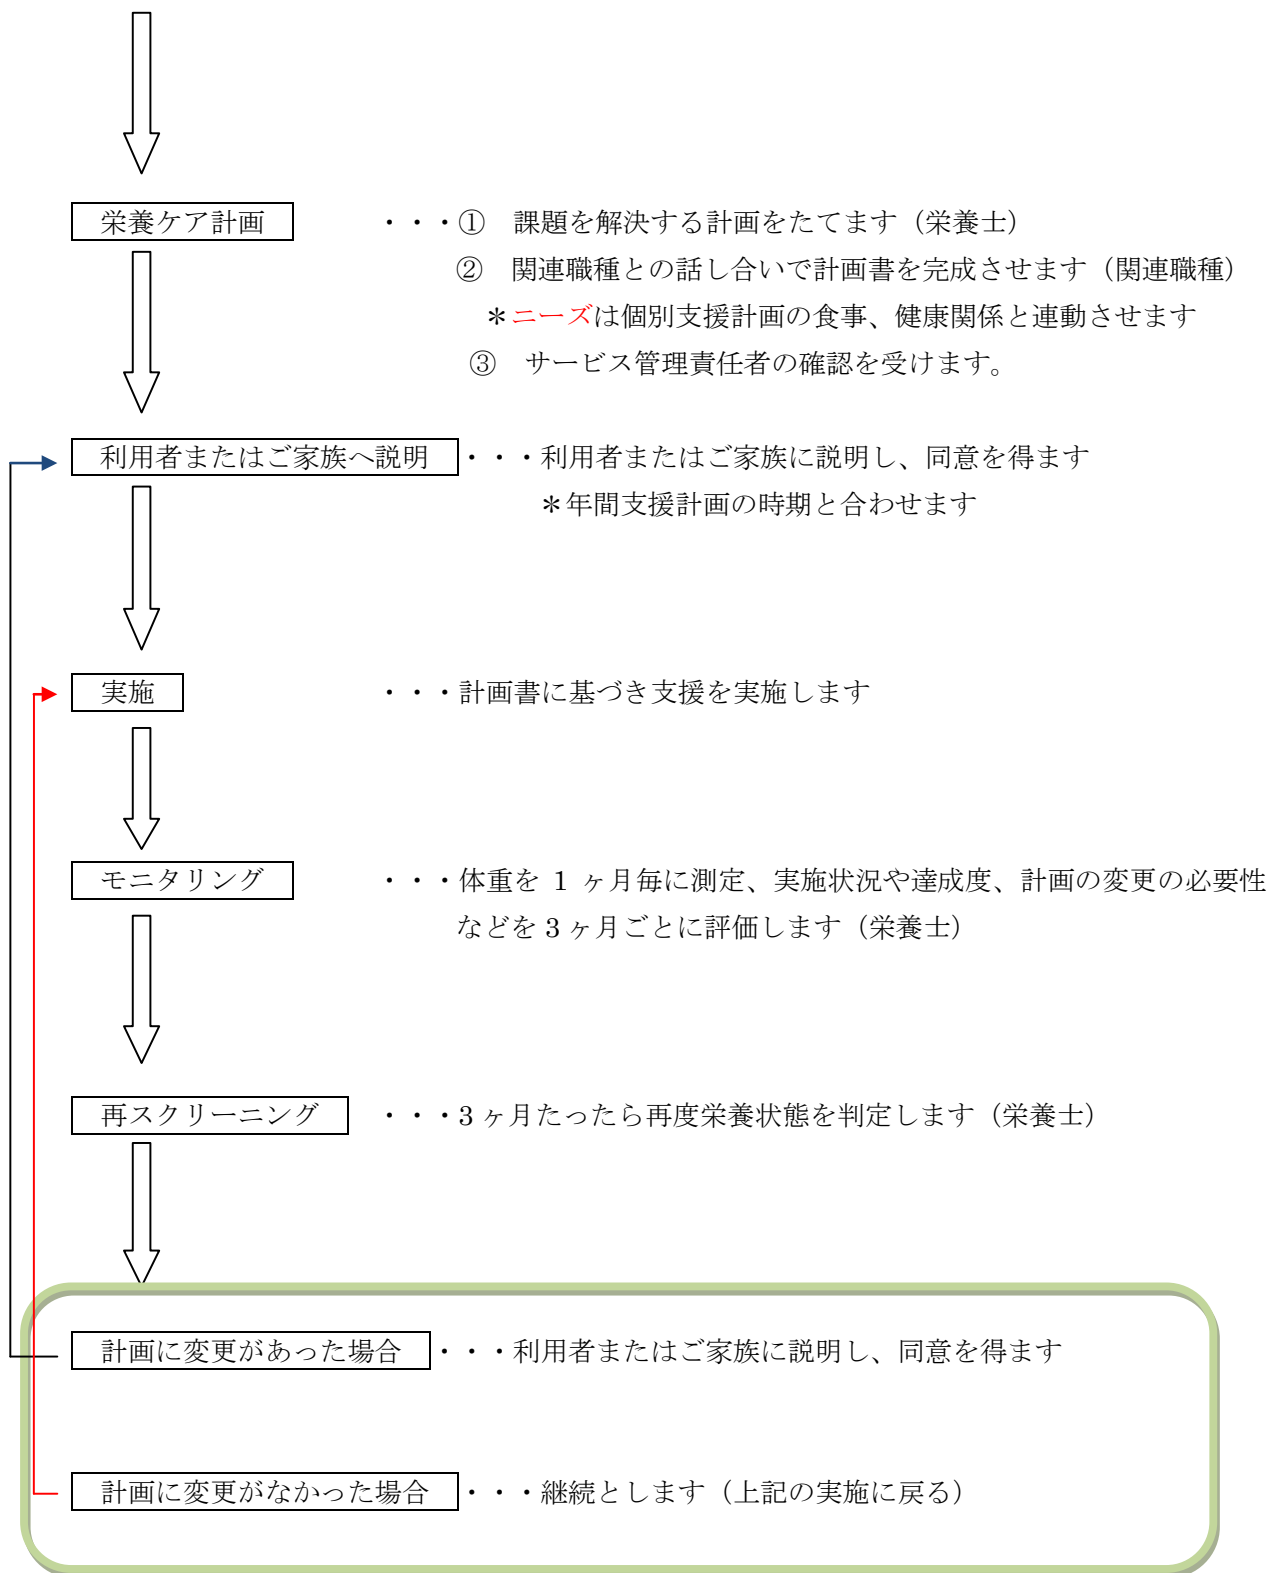 栄養ケア計画 ・・・① 課題を解決する計画をたてます（栄養士）
② 関連職種との話し合いで計画書を完成させます（関連職種）
＊ニーズは個別支援計画の食事、健康関係と連動させます
③ サービス管理責任者の確認を受けます。
利用者またはご家族へ説明 ・・・利用者またはご家族に説明し、同意を得ます
＊年間支援計画の時期と合わせます
実施 ・・・計画書に基づき支援を実施します
モニタリング ・・・体重を 1 ヶ月毎に測定、実施状況や達成度、計画の変更の必要性
などを 3 ヶ月ごとに評価します（栄養士）
再スクリーニング ・・・3 ヶ月たったら再度栄養状態を判定します（栄養士）
計画に変更があった場合 ・・・利用者またはご家族に説明し、同意を得ます
計画に変更がなかった場合 ・・・継続とします（上記の実施に戻る）